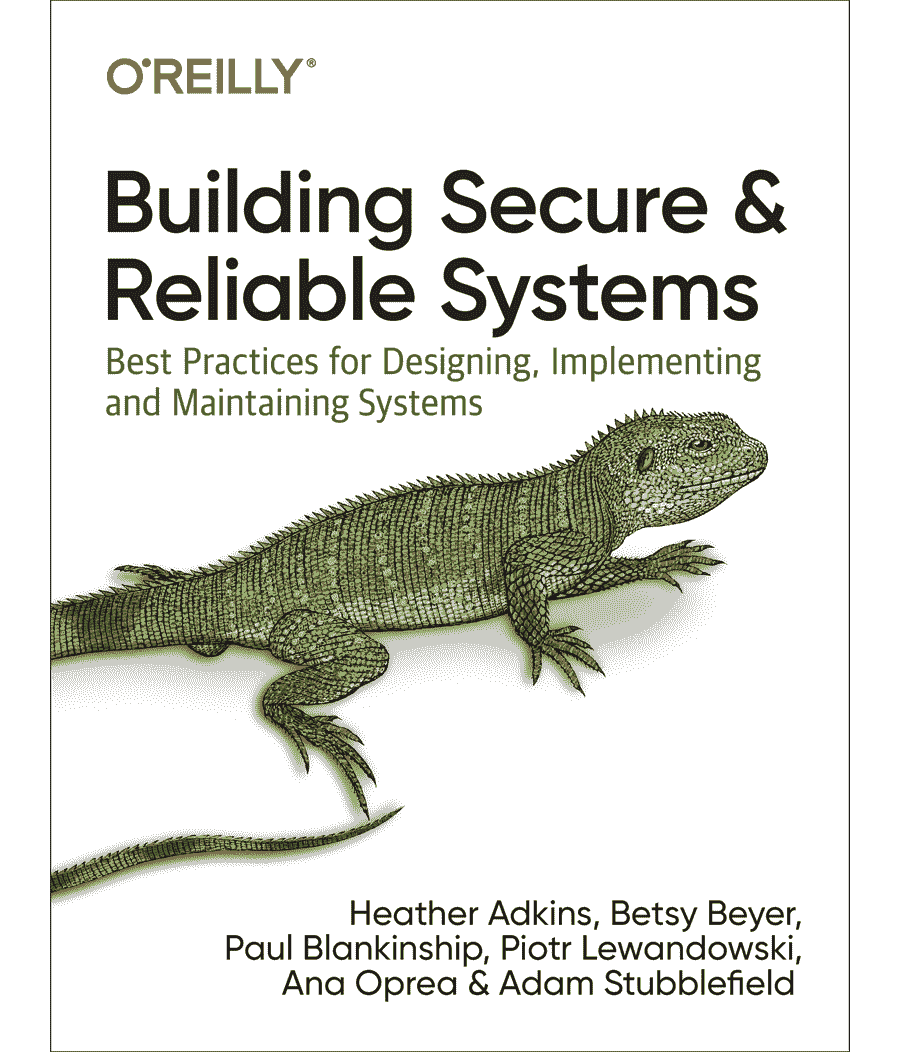 O'REILLY®
Building Secure &
Reliable Systems
Best Practices for Designing, Implementing
and Maintaining Systems
Heather Adkins, Betsy Beyer,
Paul Blankinship, Piotr Lewandowski,
Ana Oprea & Adam Stubblefield